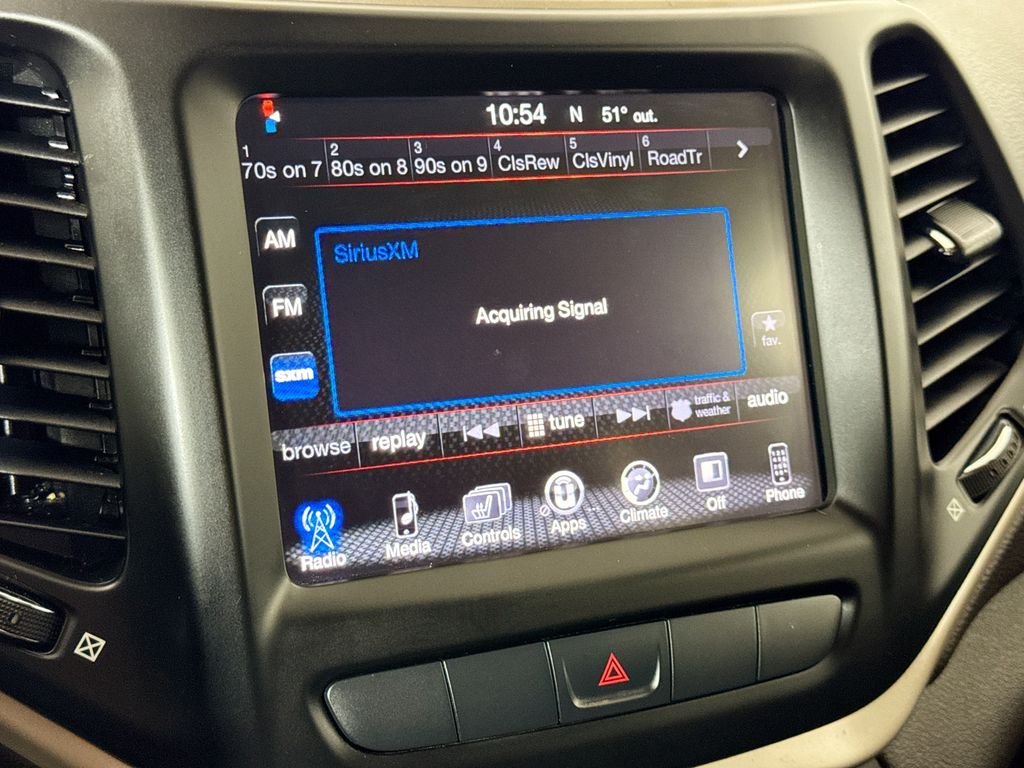 10:54 N 51° out.
1 2 3 4 5 6
70s on 7 80s on 8 90s on 9 ClsRew ClsVinyl RoadTr
AM
SiriusXM
FM
Acquiring Signal
fav.
sxm
browse replay tune traffic & weather audio
Radio Media Controls Apps Climate Off Phone